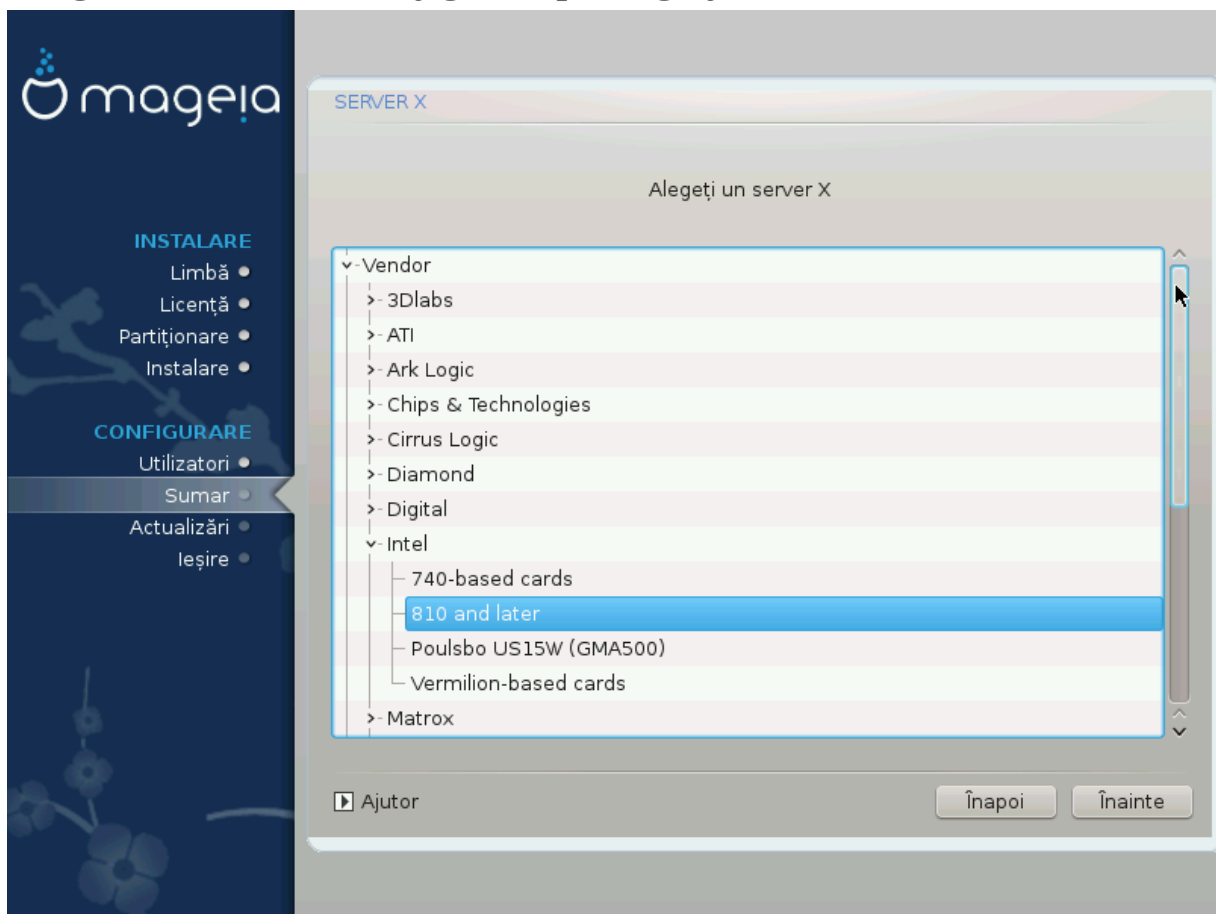 mageia
INSTALARE
Limbă
Licență
Partiționare
Instalare
CONFIGURARE
Utilizatori
Sumar
Actualizări
Ieșire
SERVER X
Alegeți un server X
Vendor
3Dlabs
ATI
Ark Logic
Chips & Technologies
Cirrus Logic
Diamond
Digital
Intel
740-based cards
810 and later
Poulsbo US15W (GMA500)
Vermilion-based cards
Matrox
Ajutor
Înapoi
Înainte